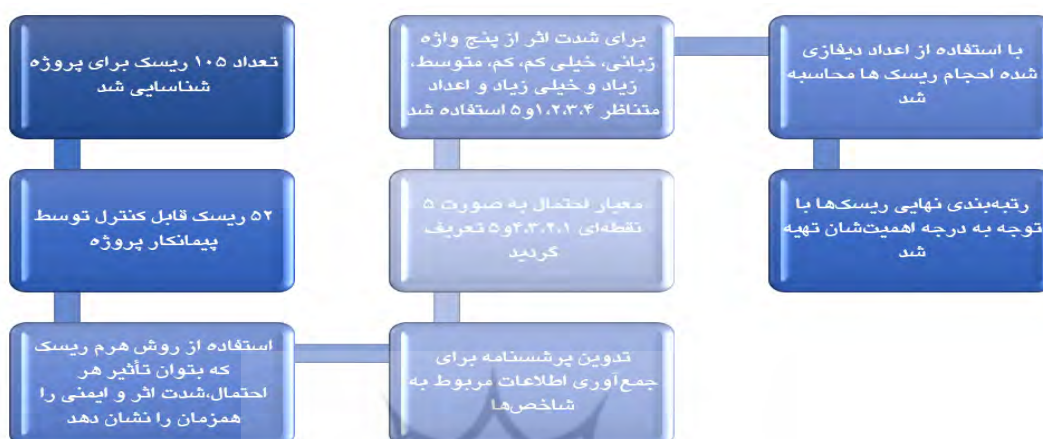 تعداد ۱۰۵ ریسک برای پروژه
شناسایی شد
۵۲ ریسک قابل کنترل توسط
پیمانکار پروژه
استفاده از روش هرم ریسک
که بتوان تأثیر هر
احتمال،شدت اثر و ایمنی را
همزمان را نشان دهد
تدوین پرشسنامه برای
جمع‌آوری اطلاعات مربوط به
شاخص‌ها
معیار احتمال به صورت ۵
نقطه‌ای ۴،۳،۲،۱و۵ تعریف
گردید
برای شدت اثر از پنج واژه
زبانی، خیلی کم، کم، متوسط،
زیاد و خیلی زیاد و اعداد
متناظر ۱،۲،۳،۴و۵ استفاده شد
با استفاده از اعداد دیفازی
شده احجام ریسک ها محاسبه
شد
رتبه‌بندی نهایی ریسک‌ها با
توجه به درجه اهمیت‌شان تهیه
شد